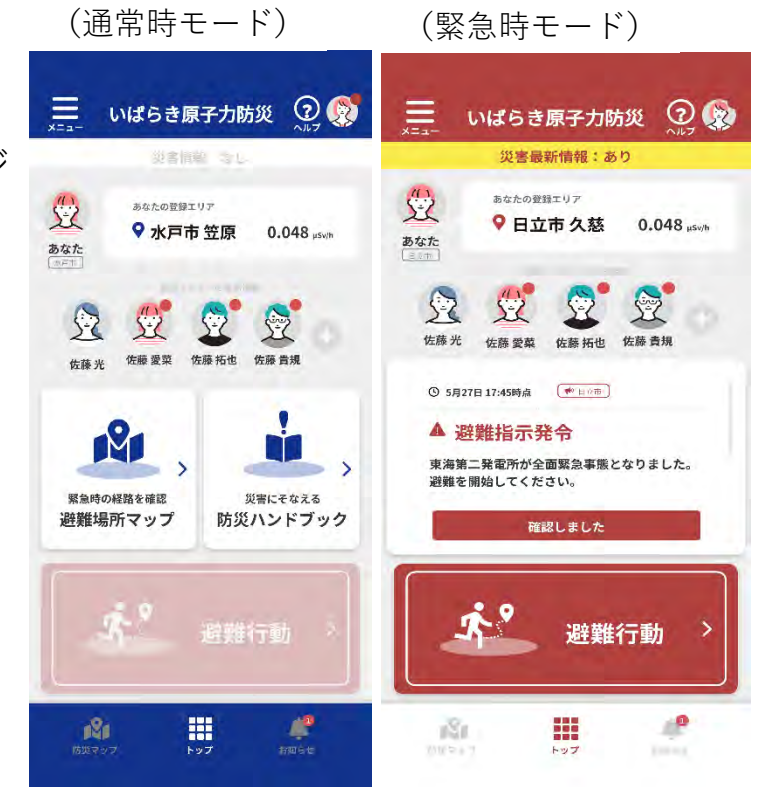 （通常時モード）
メニュー
いばらき原子力防災
ヘルプ
災害情報 なし
あなた
水戸市
あなたの登録エリア
水戸市 笠原
0.048 μSv/h
佐藤 光
佐藤 愛菜
佐藤 拓也
佐藤 貴規
緊急時の経路を確認
避難場所マップ
災害にそなえる
防災ハンドブック
避難行動
防災マップ
トップ
お知らせ
1
（緊急時モード）
メニュー
いばらき原子力防災
ヘルプ
災害最新情報：あり
あなた
日立市
あなたの登録エリア
日立市 久慈
0.048 μSv/h
佐藤 光
佐藤 愛菜
佐藤 拓也
佐藤 貴規
5月27日 17:45時点
日立市
避難指示発令
東海第二発電所が全面緊急事態となりました。
避難を開始してください。
確認しました
避難行動
防災マップ
トップ
お知らせ
1